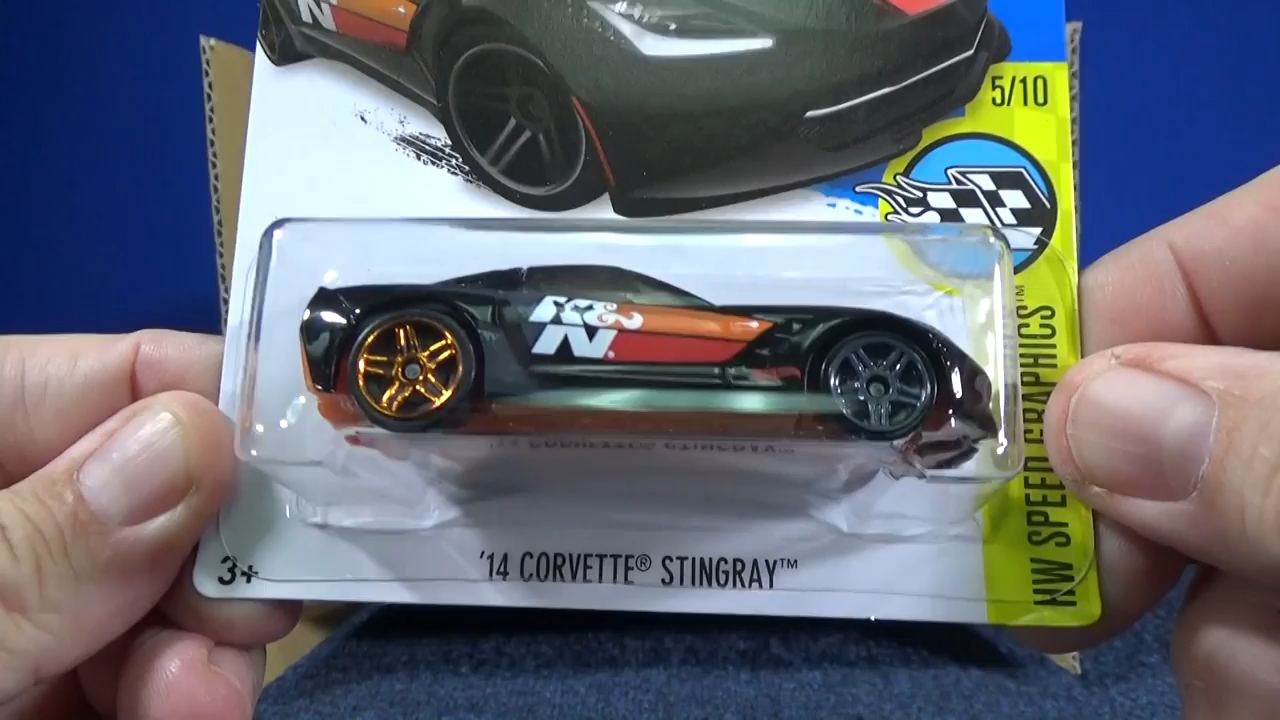 N
5/10
K&N
HW SPEED GRAPHICS™
'14 CORVETTE® STINGRAY™
3+